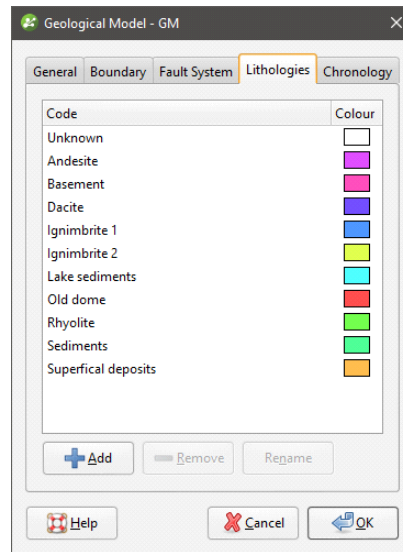 Geological Model - GM
General Boundary Fault System Lithologies Chronology
Code Colour
Unknown
Andesite
Basement
Dacite
Ignimbrite 1
Ignimbrite 2
Lake sediments
Old dome
Rhyolite
Sediments
Superfical deposits
Add Remove Rename
Help Cancel OK